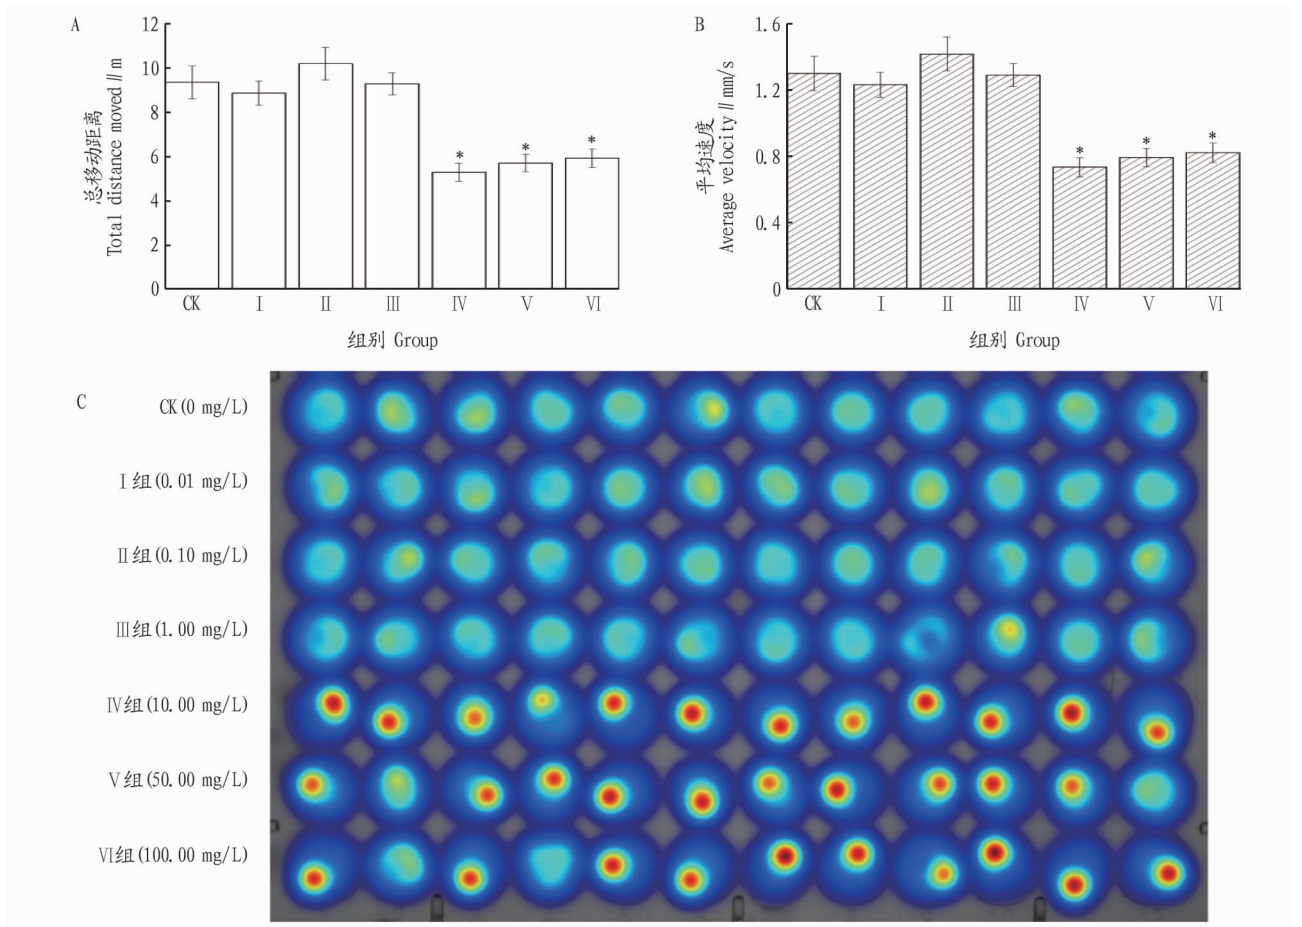 A
总移动距离
Total distance moved∥m
12
10
8
6
4
2
0
*
*
*
CK
Ⅰ
Ⅱ
Ⅲ
Ⅳ
Ⅴ
Ⅵ
组别 Group
B
平均速度
Average velocity∥mm/s
1.6
1.2
0.8
0.4
0
*
*
*
CK
Ⅰ
Ⅱ
Ⅲ
Ⅳ
Ⅴ
Ⅵ
组别 Group
C
CK(0 mg/L)
Ⅰ组(0.01 mg/L)
Ⅱ组(0.10 mg/L)
Ⅲ组(1.00 mg/L)
Ⅳ组(10.00 mg/L)
Ⅴ组(50.00 mg/L)
Ⅵ组(100.00 mg/L)